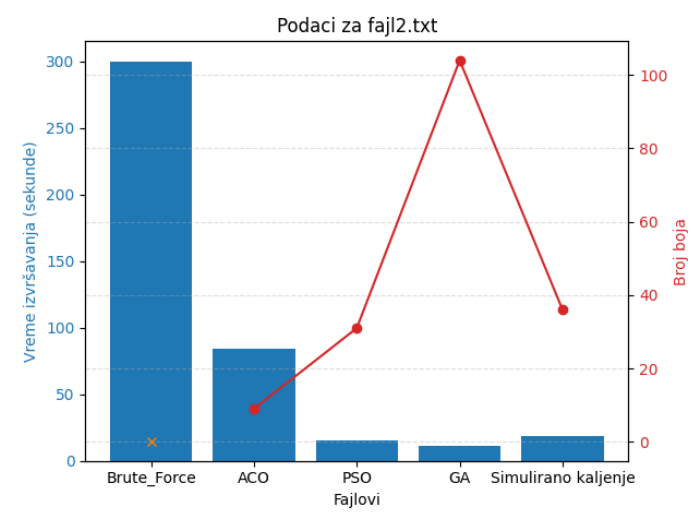 Podaci za fajl2.txt
Vreme izvršavanja (sekunde)
300
250
200
150
100
50
0
Broj boja
100
80
60
40
20
0
Brute_Force ACO PSO GA Simulirano kaljenje
Fajlovi